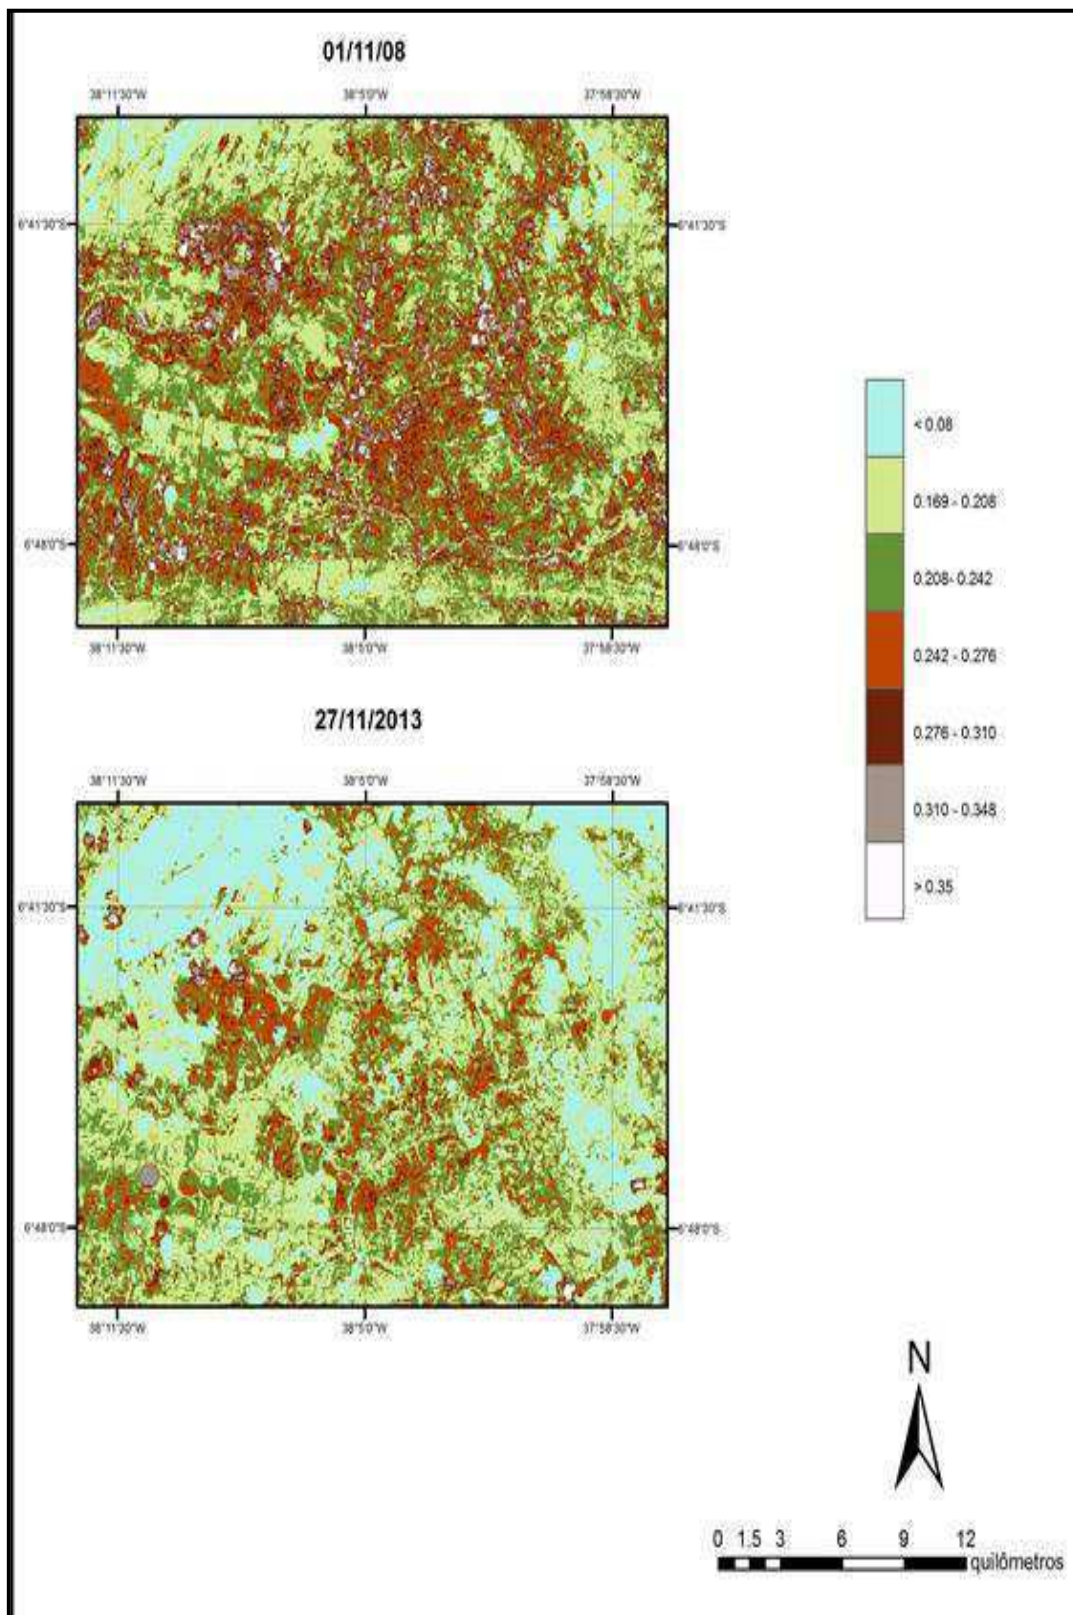 01/11/08
38°11'30"W 38°5'0"W 37°58'30"W
6°41'30"S 6°41'30"S
6°48'0"S 6°48'0"S
38°11'30"W 38°5'0"W 37°58'30"W
27/11/2013
38°11'30"W 38°5'0"W 37°58'30"W
6°41'30"S 6°41'30"S
6°48'0"S 6°48'0"S
38°11'30"W 38°5'0"W 37°58'30"W
< 0.08
0.169 - 0.208
0.208- 0.242
0.242 - 0.276
0.276 - 0.310
0.310 - 0.348
> 0.35
N
0 1.5 3 6 9 12
quilômetros